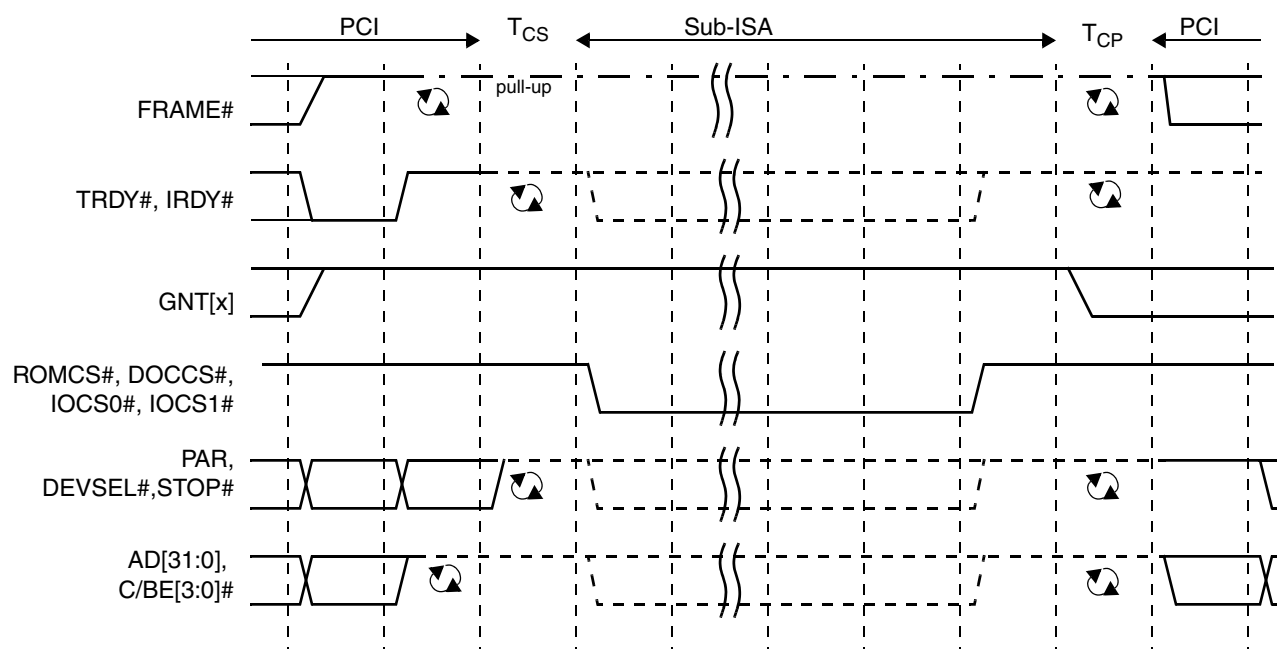 PCI TCS Sub-ISA TCP PCI
pull-up
FRAME#
TRDY#, IRDY#
GNT[x]
ROMCS#, DOCCS#,
IOCS0#, IOCS1#
PAR,
DEVSEL#,STOP#
AD[31:0],
C/BE[3:0]#